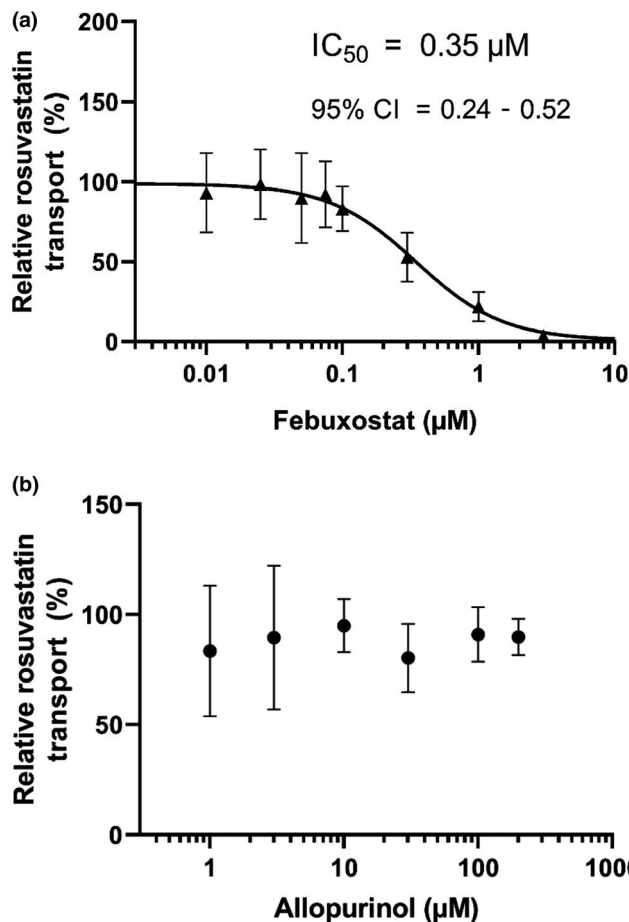 (a)
200
150
100
50
0
Relative rosuvastatin
transport (%)
IC50 = 0.35 µM
95% CI = 0.24 - 0.52
0.01 0.1 1 10
Febuxostat (µM)
(b)
150
100
50
0
Relative rosuvastatin
transport (%)
1 10 100 1000
Allopurinol (µM)